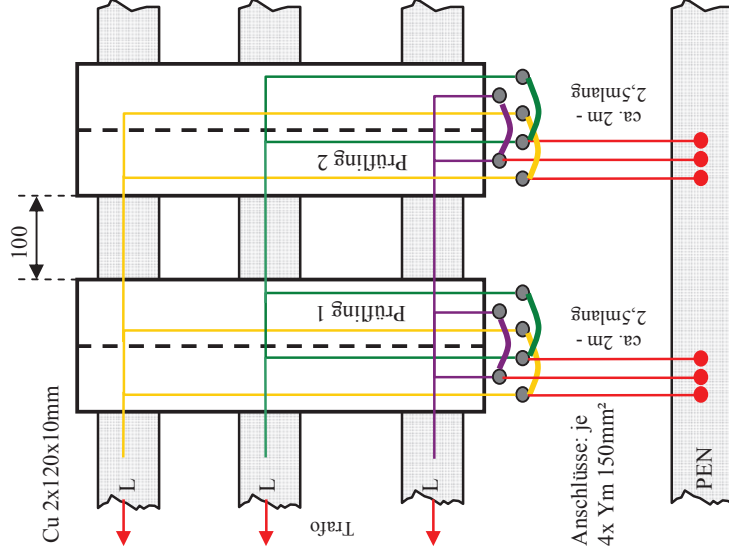 Cu 2x120x10mm
100
L
L
L
Trafo
Prüfling 1
Prüfling 2
ca. 2m -
2,5mlang
ca. 2m -
2,5mlang
Anschlüsse: je
4x Ym 150mm²
PEN